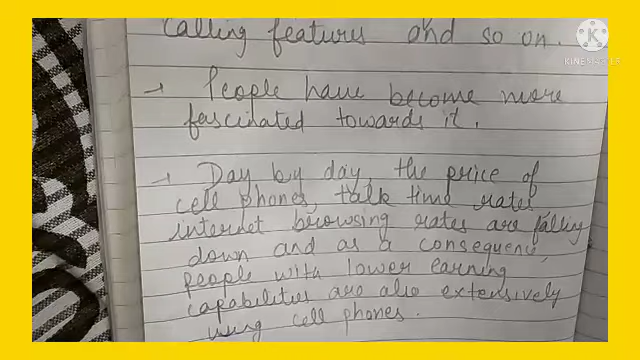 calling features and so on.
→ People have become more
fascinated towards it.
→ Day by day, the price of
cell phones, talk time rates
internet browsing rates are falling
down and as a consequence,
people with lower earning
capabilities are also extensively
using cell phones.
KINEMASTER